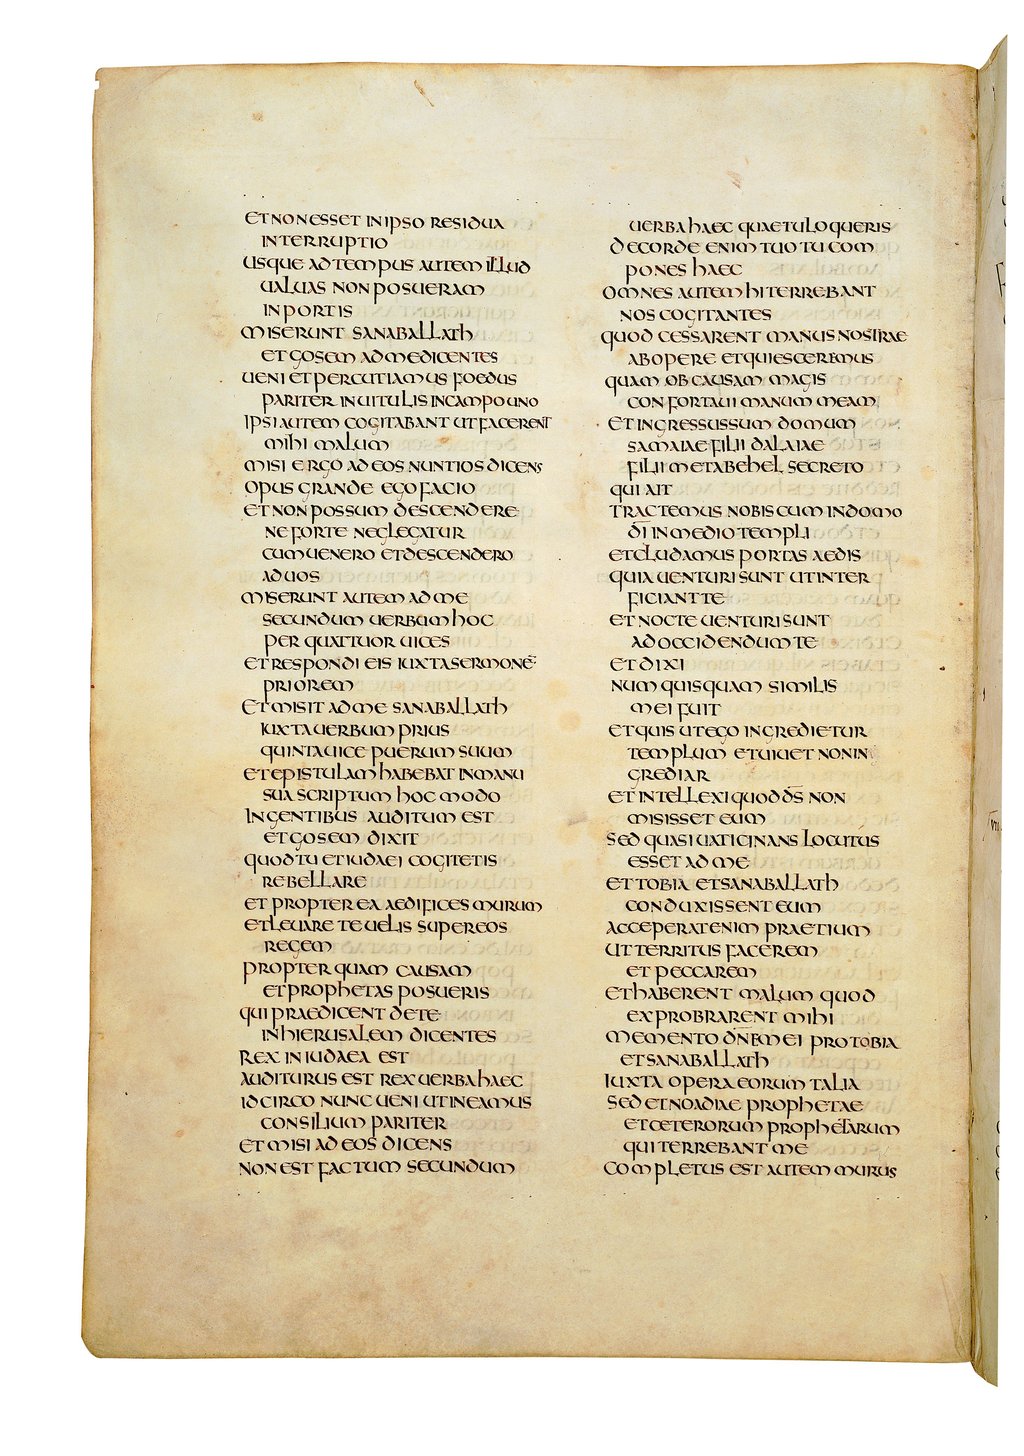 ET NON ESSET IN IPSO RESIDUA
INTERRUPTIO
USQUE AD TEMPUS AUTEM ILLUD
UALUAS NON POSUERAM
IN PORTIS
MISERUNT SANABALLATH
ET GOSEM AD ME DICENTES
UENI ET PERCUTIAMUS FOEDUS
PARITER IN UITULIS IN CAMPO UNO
IPSI AUTEM COGITABANT UT FACERENT
MIHI MALUM
MISI ERGO AD EOS NUNTIOS DICENS
OPUS GRANDE EGO FACIO
ET NON POSSUM DESCENDERE
NE FORTE NEGLEGATUR
CUM UENERO ET DESCENDERO
AD UOS
MISERUNT AUTEM AD ME
SECUNDUM UERBUM HOC
PER QUATTUOR UICES
ET RESPONDI EIS IUXTA SERMONĒ
PRIOREM
ET MISIT AD ME SANABALLATH
IUXTA UERBUM PRIUS
QUINTA UICE PUERUM SUUM
ET EPISTULAM HABEBAT IN MANU
SUA SCRIPTUM HOC MODO
IN GENTIBUS AUDITUM EST
ET GOSEM DIXIT
QUOD TU ET IUDAEI COGITETIS
REBELLARE
ET PROPTEREA AEDIFICES MURUM
ET LEUARE TE UELIS SUPER EOS
REGEM
PROPTER QUAM CAUSAM
ET PROPHETAS POSUERIS
QUI PRAEDICENT DE TE
IN HIERUSALEM DICENTES
REX IN IUDAEA EST
AUDITURUS EST REX UERBA HAEC
IDCIRCO NUNC UENI UT INEAMUS
CONSILIUM PARITER
ET MISI AD EOS DICENS
NON EST FACTUM SECUNDUM
UERBA HAEC QUAE TU LOQUERIS
DE CORDE ENIM TUO TU COM
PONES HAEC
OMNES AUTEM HI TERREBANT
NOS COGITANTES
QUOD CESSARENT MANUS NOSTRAE
AB OPERE ET QUIESCEREMUS
QUAM OB CAUSAM MAGIS
CONFORTAUI MANUM MEAM
ET INGRESSUS SUM DOMUM
SAMAIAE FILII DALAIAE
FILII METABEHEL SECRETO
QUI AIT
TRACTEMUS NOBISCUM IN DOMO
D̄I IN MEDIO TEMPLI
ET CLUDAMUS PORTAS AEDIS
QUIA UENTURI SUNT UT INTER
FICIANT TE
ET NOCTE UENTURI SUNT
AD OCCIDENDUM TE
ET DIXI
NUM QUISQUAM SIMILIS
MEI FUIT
ET QUIS UT EGO INGREDIETUR
TEMPLUM ET UIUET NON IN
GREDIAR
ET INTELLEXI QUOD D̄S NON
MISISSET EUM
SED QUASI UATICINANS LOCUTUS
ESSET AD ME
ET TOBIA ET SANABALLATH
CONDUXISSENT EUM
ACCEPERAT ENIM PRAETIUM
UT TERRITUS FACEREM
ET PECCAREM
ET HABERENT MALUM QUOD
EXPROBRARENT MIHI
MEMENTO DN̄E MEI PRO TOBIA
ET SANABALLATH
IUXTA OPERA EORUM TALIA
SED ET NOADIAE PROPHETAE
ET CETERORUM PROPHETARUM
QUI TERREBANT ME
COMPLETUS EST AUTEM MURUS